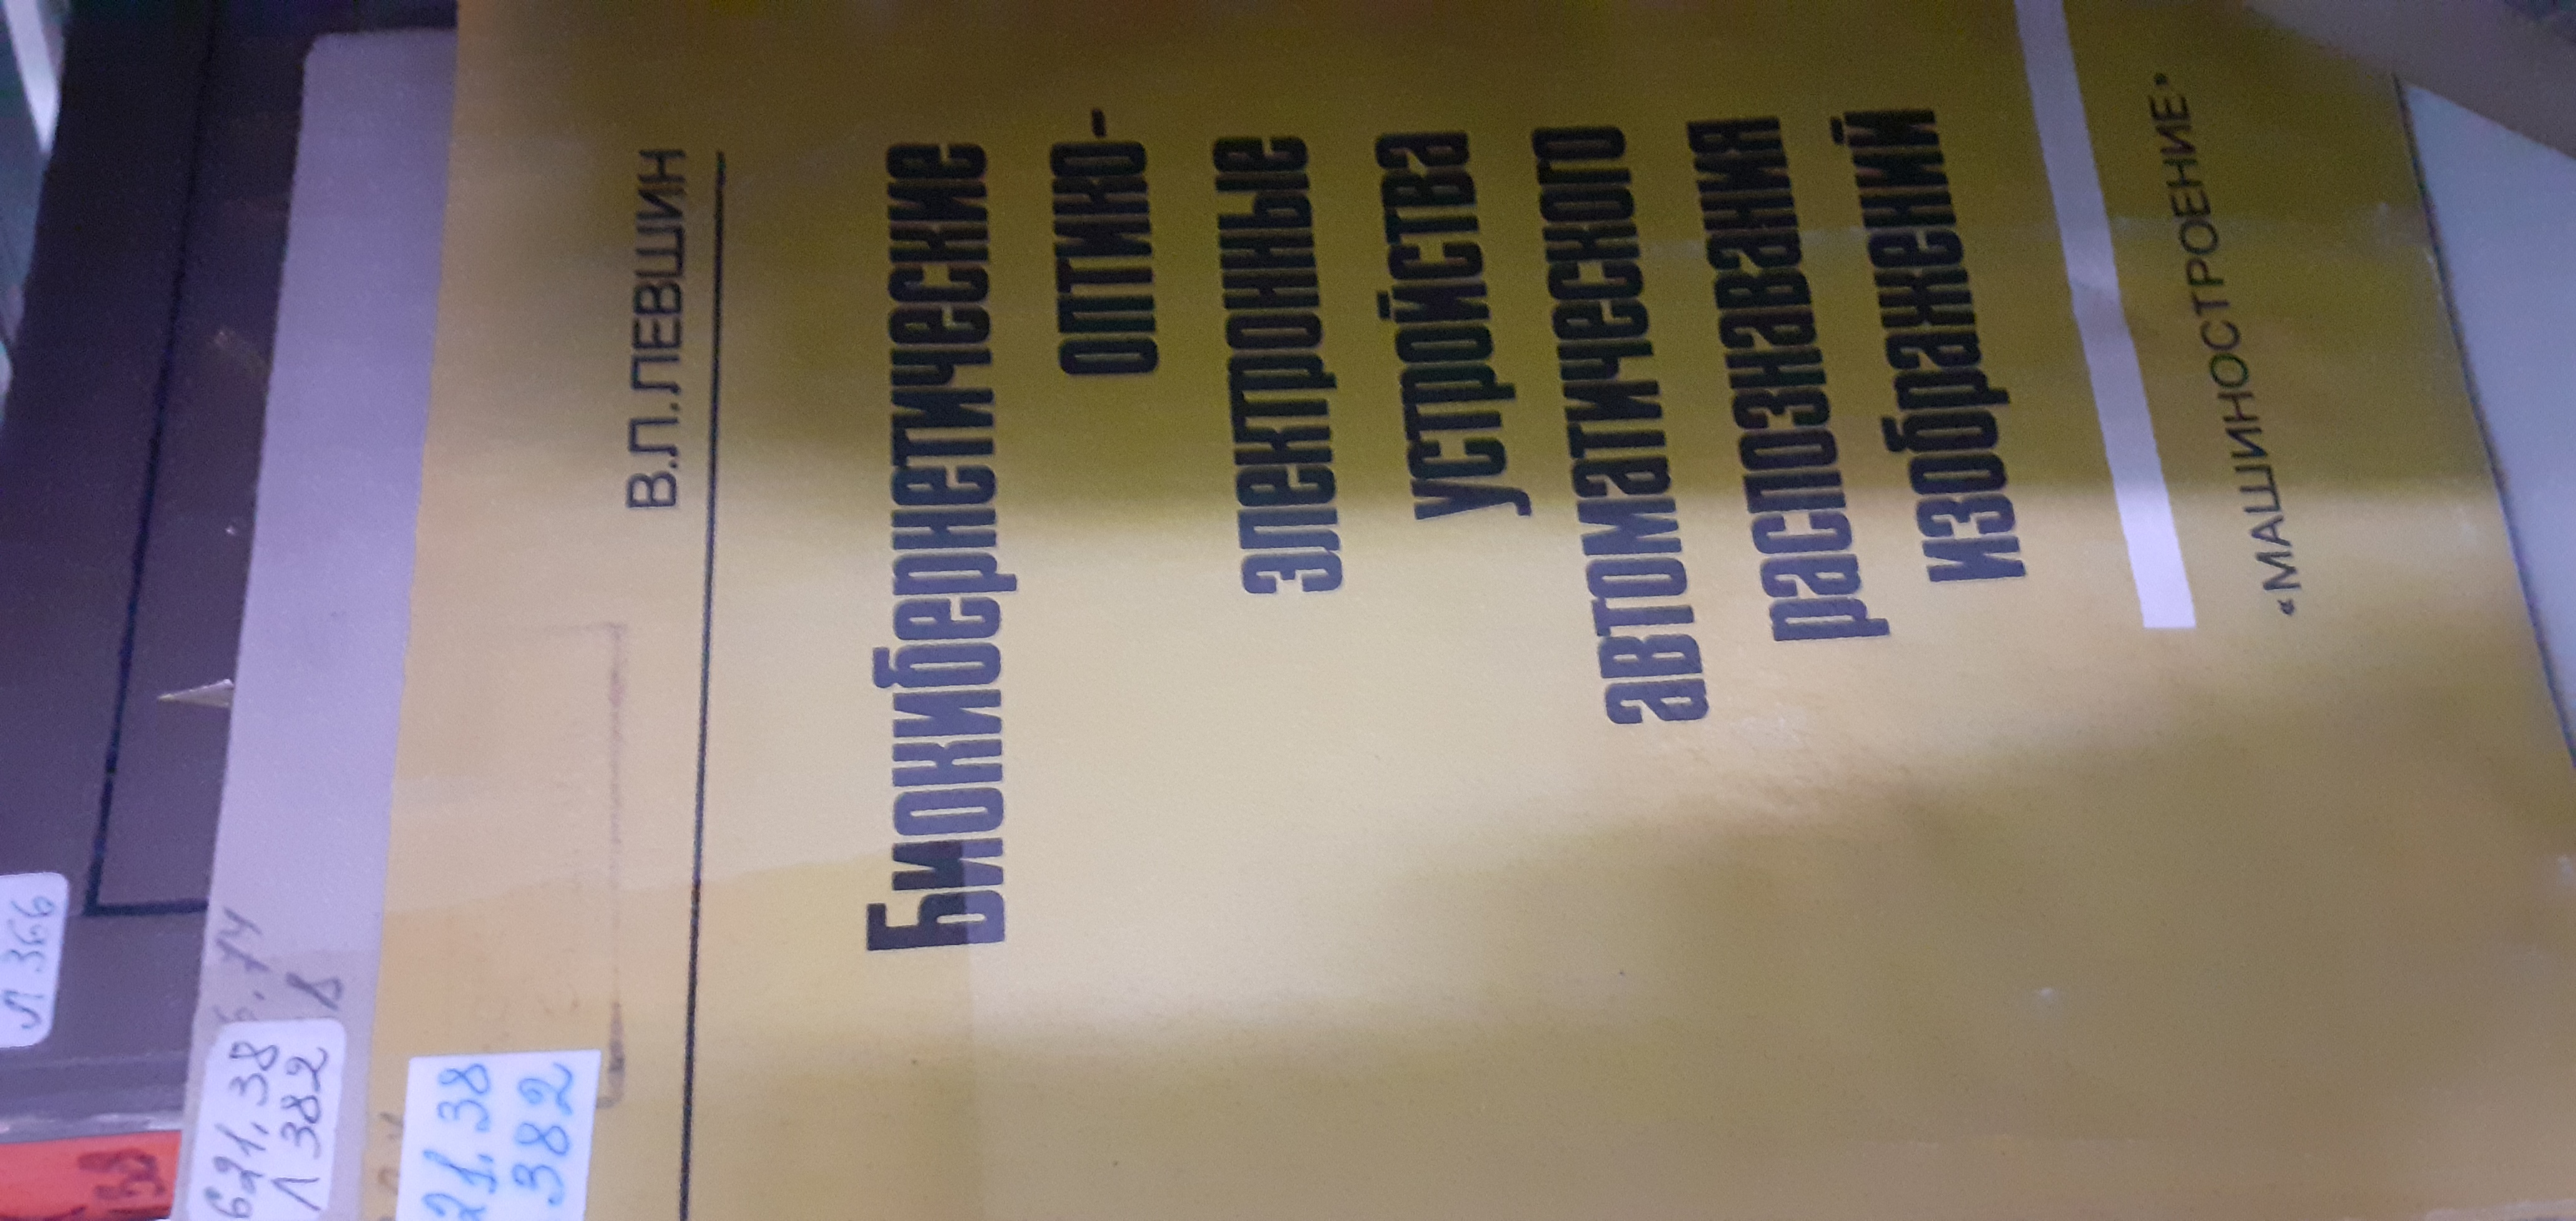 В.П.ЛЕВШИН
Биокибернетические
оптико-
электронные
устройства
автоматического
распознавания
изображений
«МАШИНОСТРОЕНИЕ»
21.38
382
621.38
Л 382
Л 366